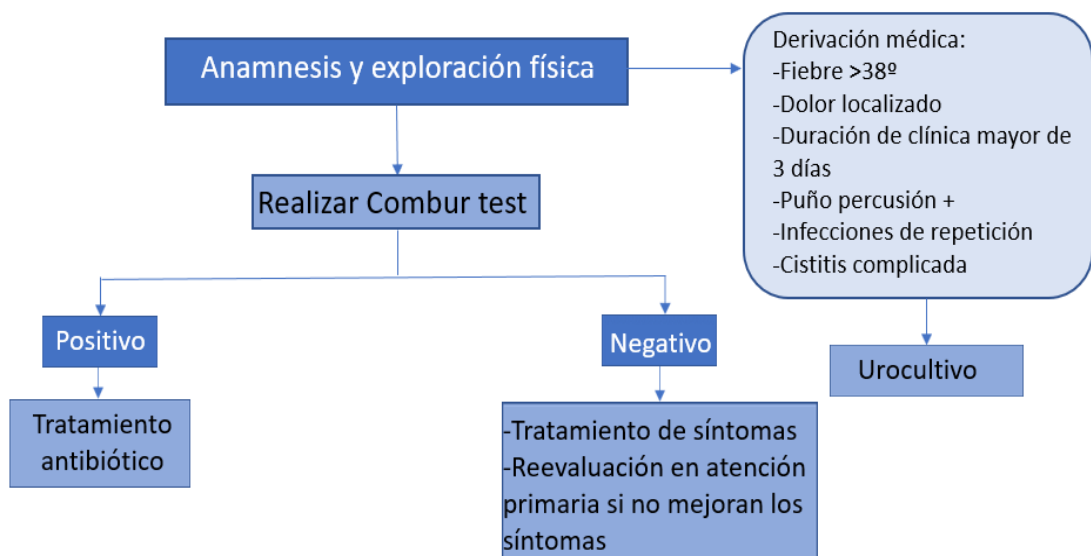 Anamnesis y exploración física
Derivación médica:
-Fiebre >38º
-Dolor localizado
-Duración de clínica mayor de
3 días
-Puño percusión +
-Infecciones de repetición
-Cistitis complicada
Realizar Combur test
Positivo
Negativo
Urocultivo
Tratamiento
antibiótico
-Tratamiento de síntomas
-Reevaluación en atención
primaria si no mejoran los
síntomas